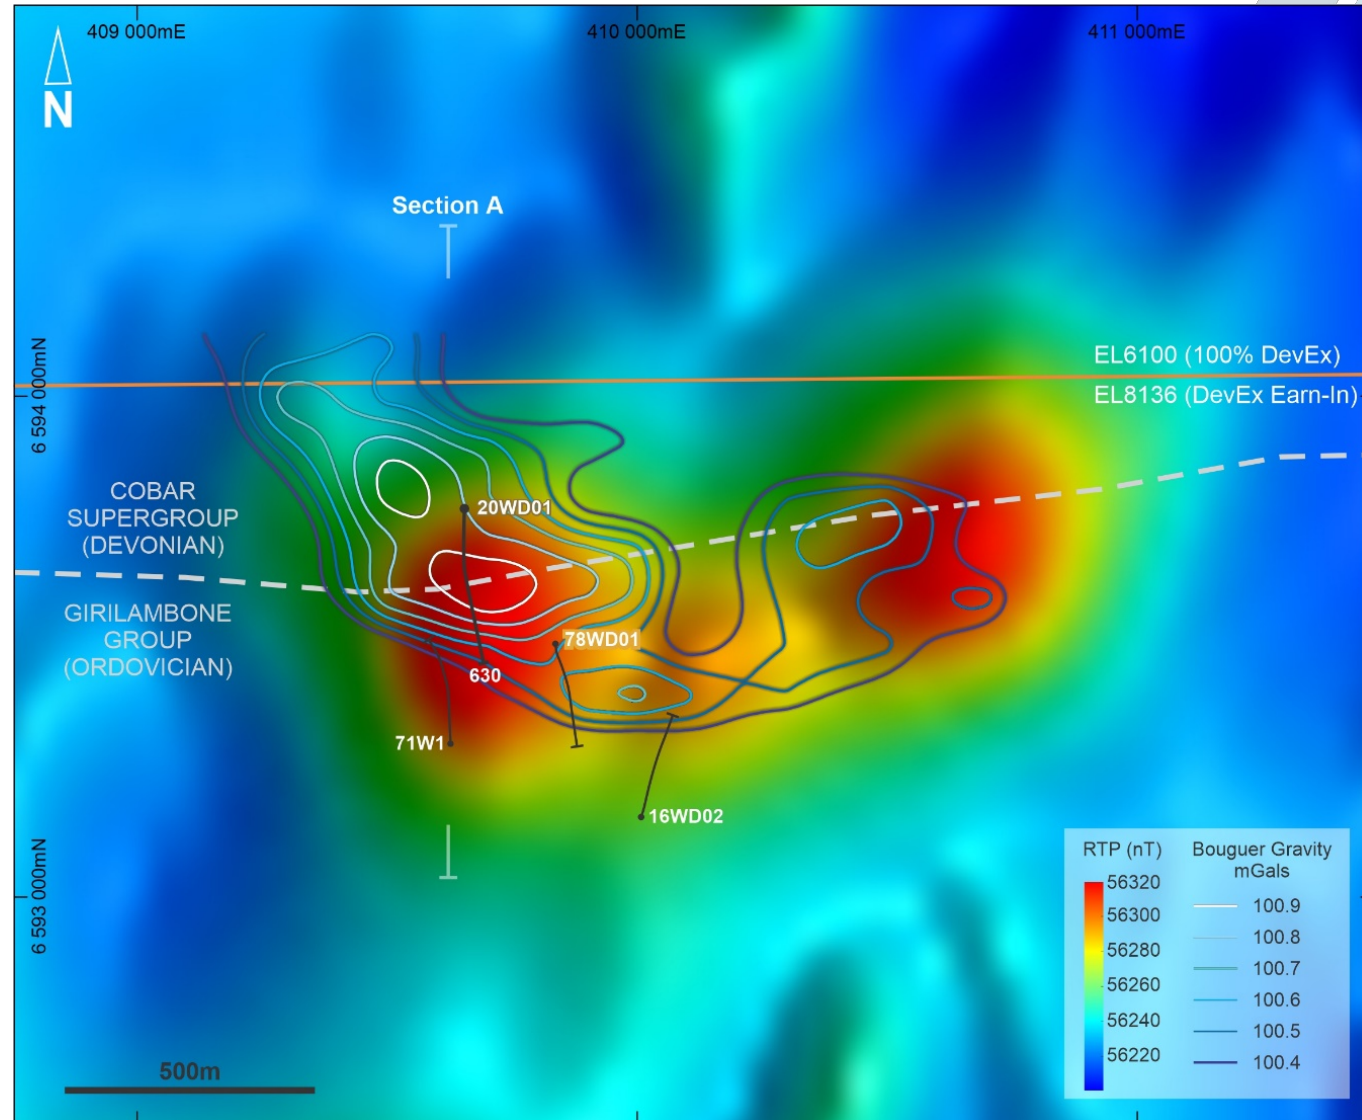 409 000mE
410 000mE
411 000mE
N
Section A
EL6100 (100% DevEx)
EL8136 (DevEx Earn-In)
6 594 000mN
COBAR
SUPERGROUP
(DEVONIAN)
20WD01
GIRILAMBONE
GROUP
(ORDOVICIAN)
78WD01
630
71W1
16WD02
6 593 000mN
RTP (nT)
56320
56300
56280
56260
56240
56220
Bouguer Gravity
mGals
100.9
100.8
100.7
100.6
100.5
100.4
500m